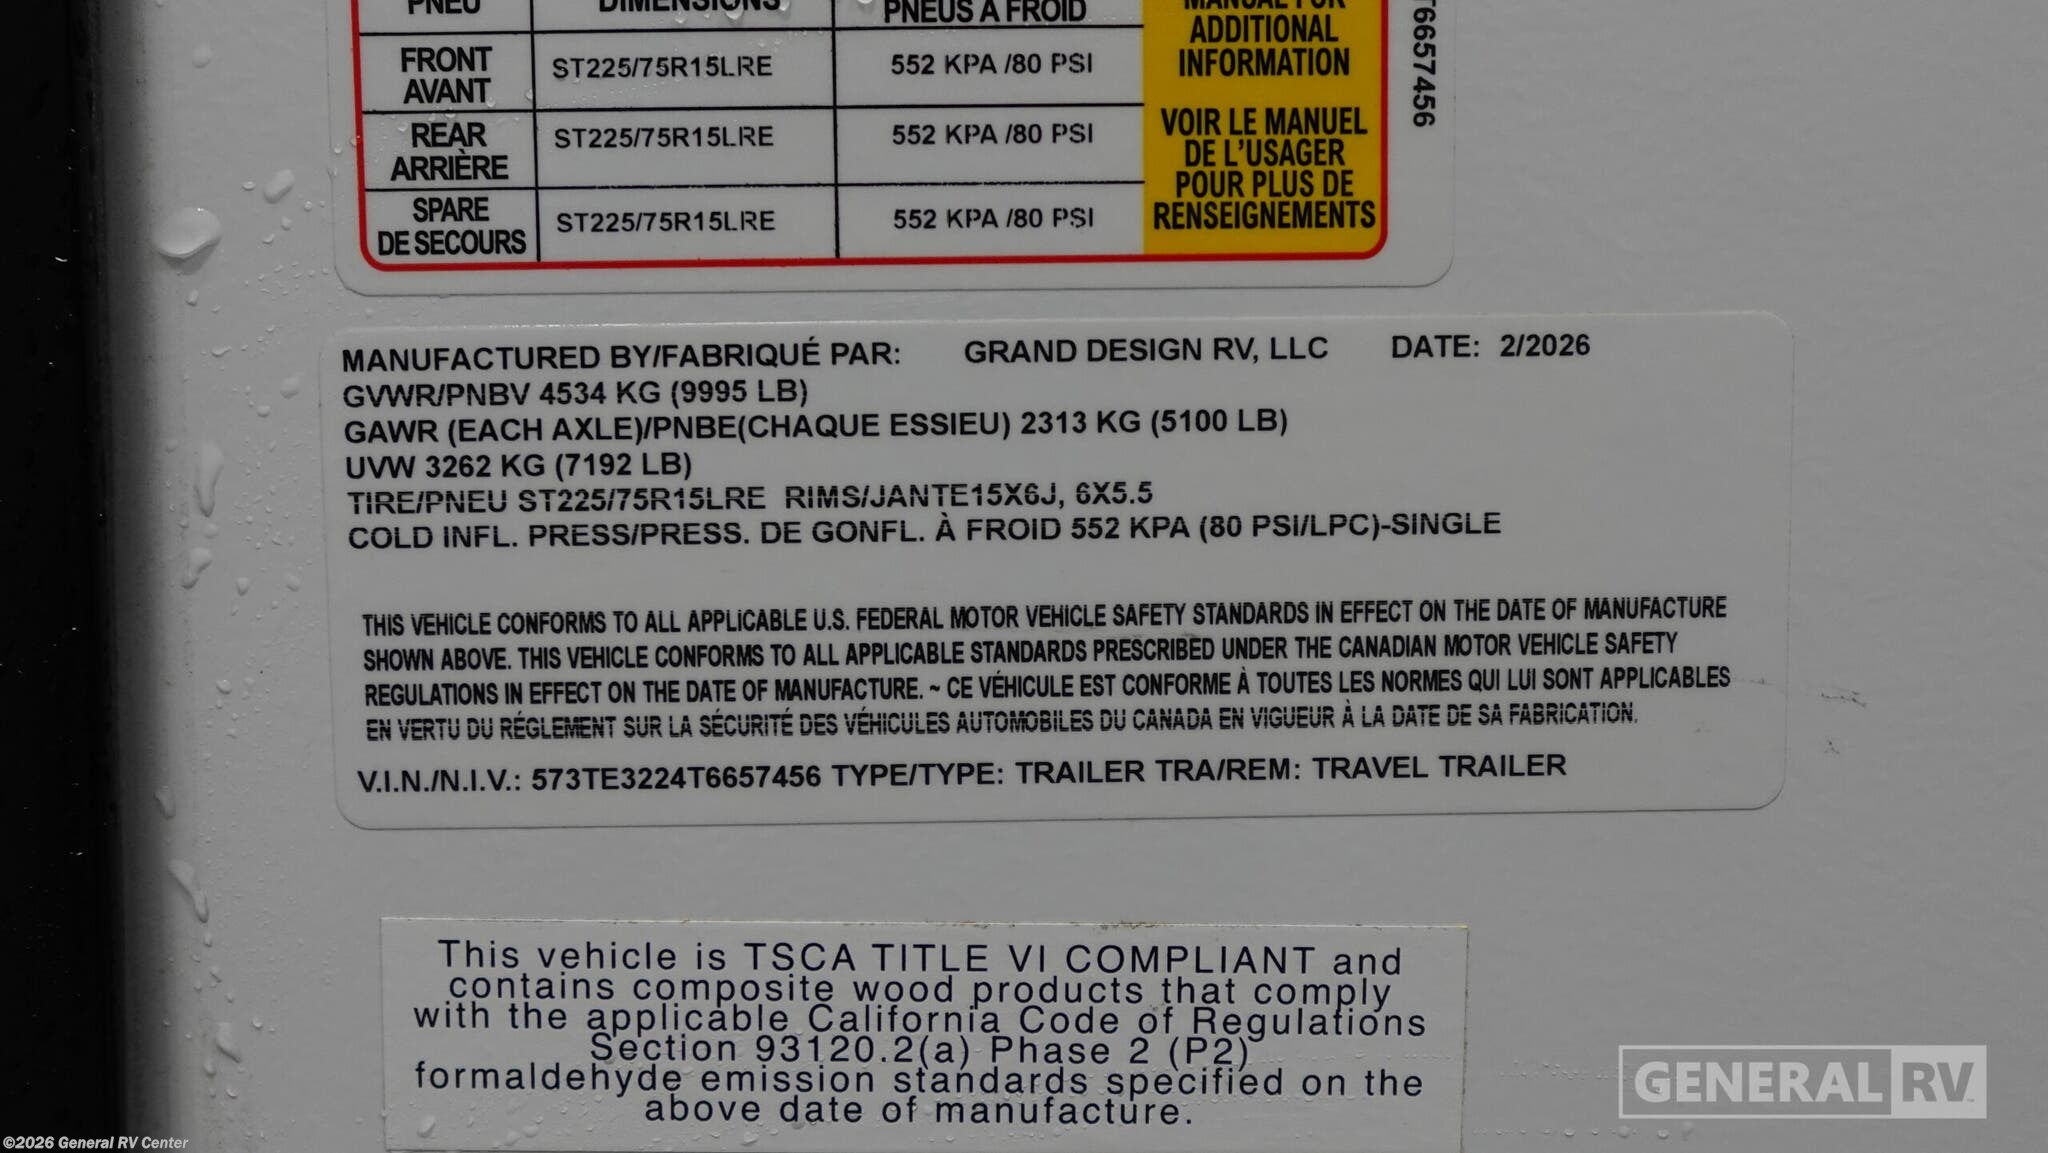 PNEU DIMENSIONS PNEUS À FROID
MANUAL FOR
ADDITIONAL
INFORMATION
FRONT
AVANT
ST225/75R15LRE 552 KPA /80 PSI
REAR
ARRIÈRE
ST225/75R15LRE 552 KPA /80 PSI
SPARE
DE SECOURS
ST225/75R15LRE 552 KPA /80 PSI
VOIR LE MANUEL
DE L'USAGER
POUR PLUS DE
RENSEIGNEMENTS
T6657456
MANUFACTURED BY/FABRIQUÉ PAR: GRAND DESIGN RV, LLC DATE: 2/2026
GVWR/PNBV 4534 KG (9995 LB)
GAWR (EACH AXLE)/PNBE(CHAQUE ESSIEU) 2313 KG (5100 LB)
UVW 3262 KG (7192 LB)
TIRE/PNEU ST225/75R15LRE RIMS/JANTE15X6J, 6X5.5
COLD INFL. PRESS/PRESS. DE GONFL. À FROID 552 KPA (80 PSI/LPC)-SINGLE
THIS VEHICLE CONFORMS TO ALL APPLICABLE U.S. FEDERAL MOTOR VEHICLE SAFETY STANDARDS IN EFFECT ON THE DATE OF MANUFACTURE
SHOWN ABOVE. THIS VEHICLE CONFORMS TO ALL APPLICABLE STANDARDS PRESCRIBED UNDER THE CANADIAN MOTOR VEHICLE SAFETY
REGULATIONS IN EFFECT ON THE DATE OF MANUFACTURE. ~ CE VÉHICULE EST CONFORME À TOUTES LES NORMES QUI LUI SONT APPLICABLES
EN VERTU DU RÉGLEMENT SUR LA SÉCURITÉ DES VÉHICULES AUTOMOBILES DU CANADA EN VIGUEUR À LA DATE DE SA FABRICATION.
V.I.N./N.I.V.: 573TE3224T6657456 TYPE/TYPE: TRAILER TRA/REM: TRAVEL TRAILER
This vehicle is TSCA TITLE VI COMPLIANT and
contains composite wood products that comply
with the applicable California Code of Regulations
Section 93120.2(a) Phase 2 (P2)
formaldehyde emission standards specified on the
above date of manufacture.
GENERAL RV
©2026 General RV Center